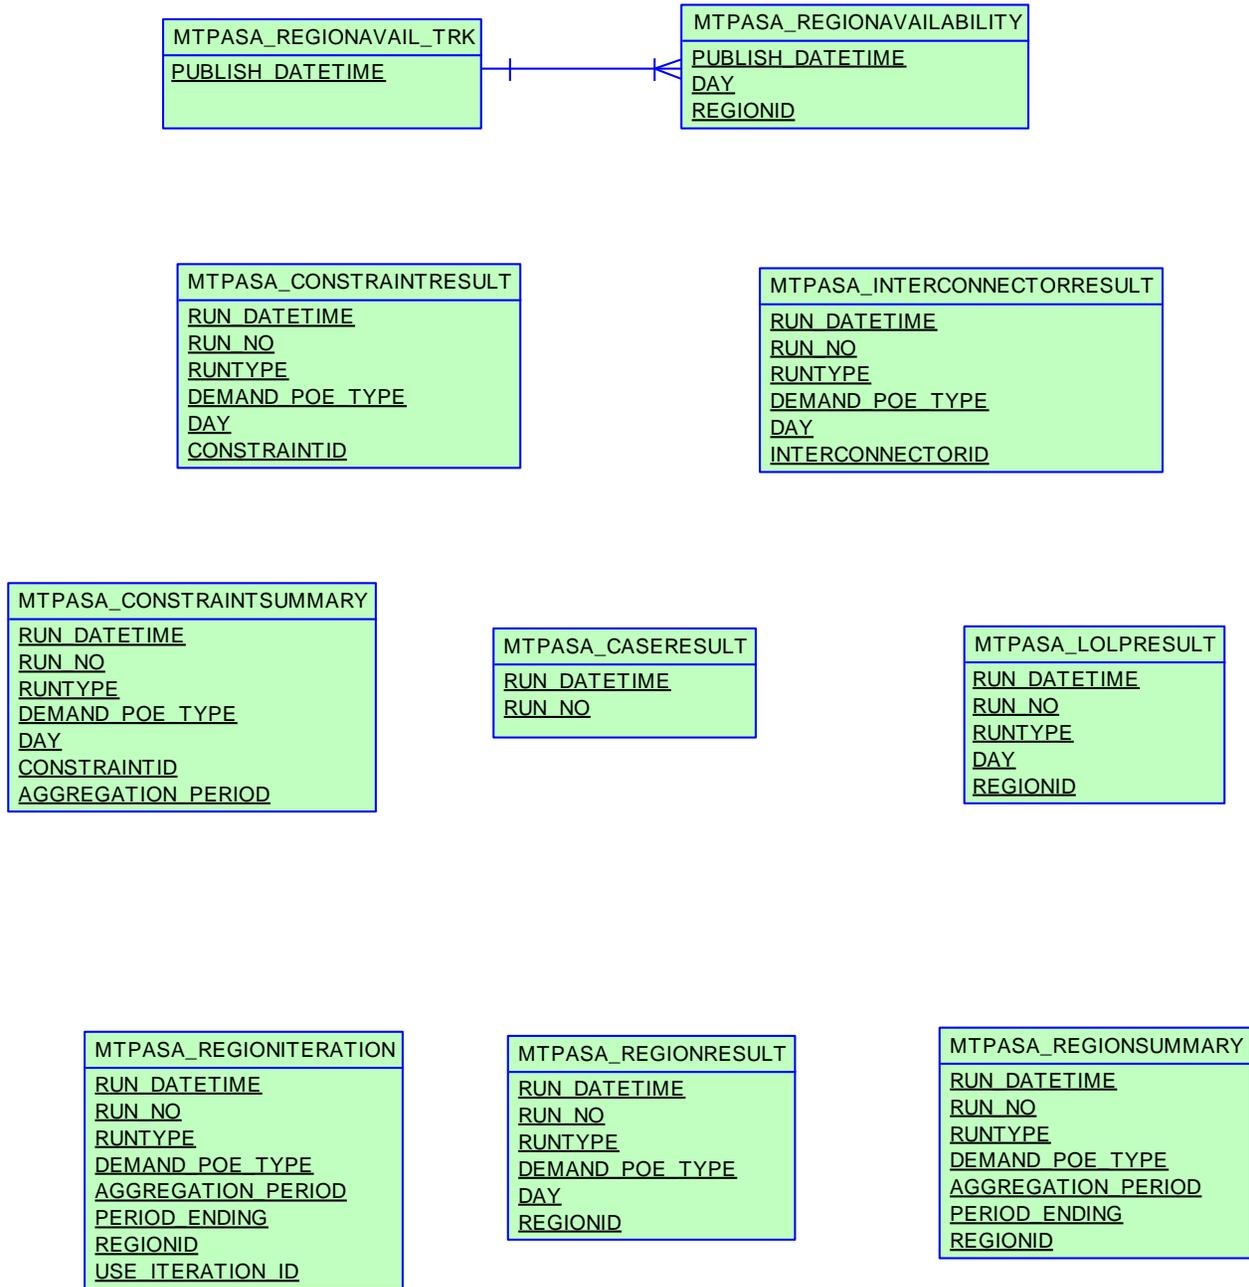 MTPASA_REGIONAVAIL_TRK
PUBLISH_DATETIME
MTPASA_REGIONAVAILABILITY
PUBLISH_DATETIME
DAY
REGIONID
MTPASA_CONSTRAINTRESULT
RUN_DATETIME
RUN_NO
RUNTYPE
DEMAND_POE_TYPE
DAY
CONSTRAINTID
MTPASA_INTERCONNECTORRESULT
RUN_DATETIME
RUN_NO
RUNTYPE
DEMAND_POE_TYPE
DAY
INTERCONNECTORID
MTPASA_CONSTRAINTSUMMARY
RUN_DATETIME
RUN_NO
RUNTYPE
DEMAND_POE_TYPE
DAY
CONSTRAINTID
AGGREGATION_PERIOD
MTPASA_CASERESULT
RUN_DATETIME
RUN_NO
MTPASA_LOLPRESULT
RUN_DATETIME
RUN_NO
RUNTYPE
DAY
REGIONID
MTPASA_REGIONITERATION
RUN_DATETIME
RUN_NO
RUNTYPE
DEMAND_POE_TYPE
AGGREGATION_PERIOD
PERIOD_ENDING
REGIONID
USE_ITERATION_ID
MTPASA_REGIONRESULT
RUN_DATETIME
RUN_NO
RUNTYPE
DEMAND_POE_TYPE
DAY
REGIONID
MTPASA_REGIONSUMMARY
RUN_DATETIME
RUN_NO
RUNTYPE
DEMAND_POE_TYPE
AGGREGATION_PERIOD
PERIOD_ENDING
REGIONID